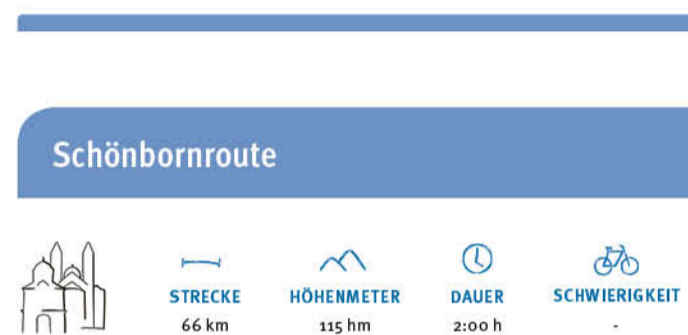 Schönbornroute
STRECKE HÖHENMETER DAUER SCHWIERIGKEIT
66 km 115 hm 2:00 h -